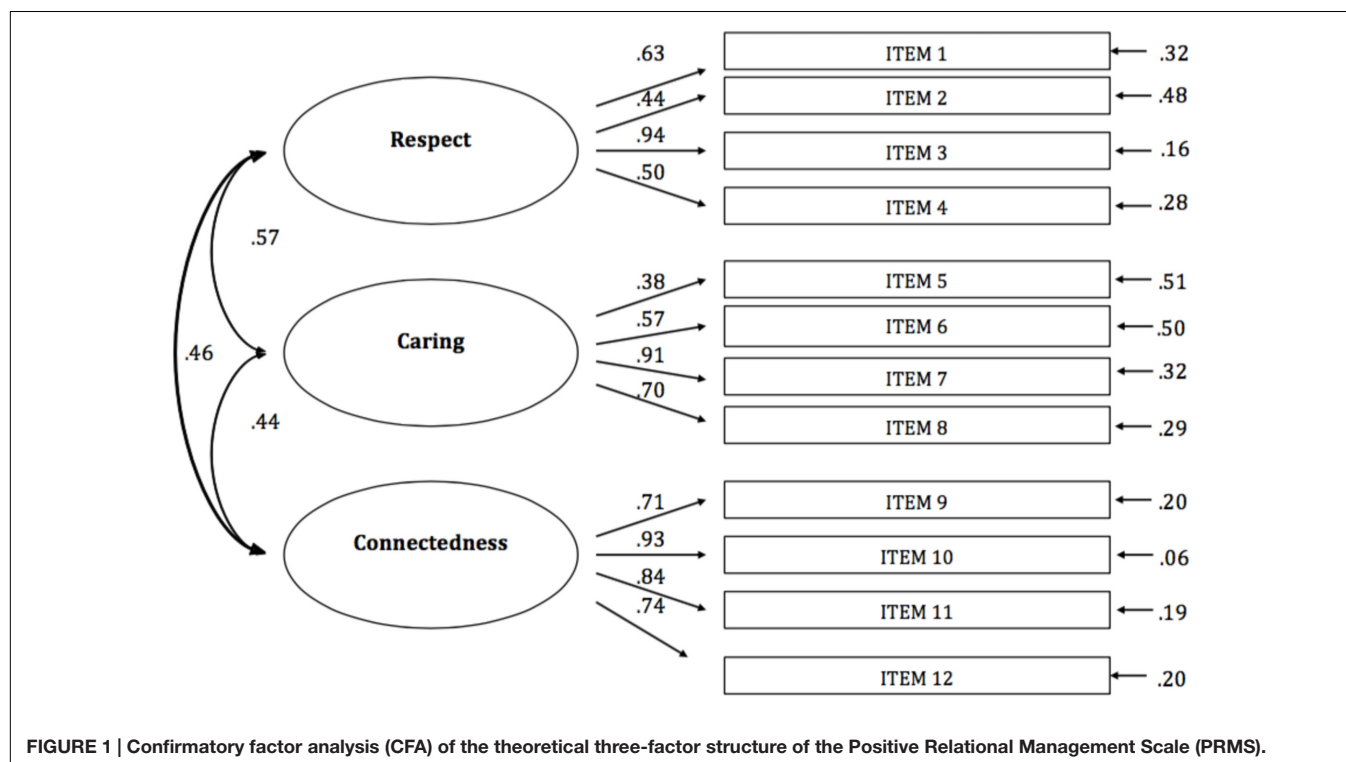 .63 ITEM 1 .32
.44 ITEM 2 .48
Respect
.94 ITEM 3 .16
.50 ITEM 4 .28
.57
.38 ITEM 5 .51
.57 ITEM 6 .50
Caring
.46
.91 ITEM 7 .32
.70 ITEM 8 .29
.44
.71 ITEM 9 .20
Connectedness
.93 ITEM 10 .06
.84 ITEM 11 .19
.74
ITEM 12 .20
FIGURE 1 | Confirmatory factor analysis (CFA) of the theoretical three-factor structure of the Positive Relational Management Scale (PRMS).